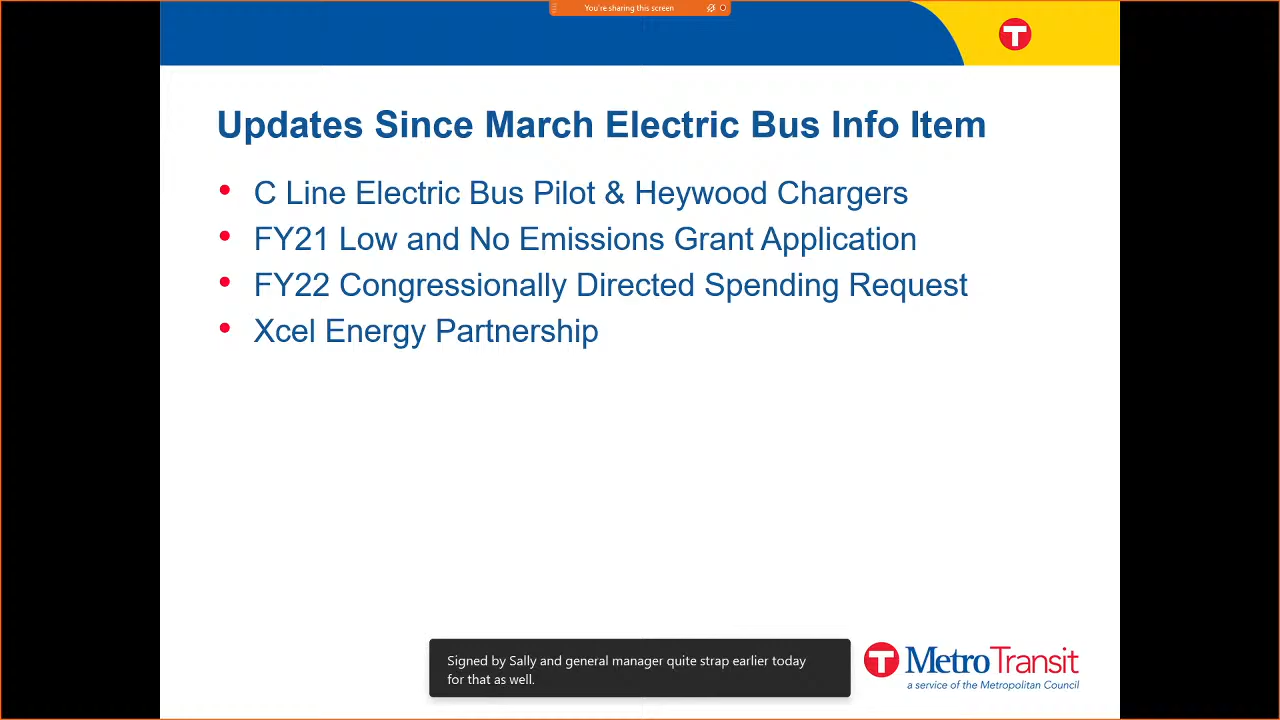 You're sharing this screen
T
Updates Since March Electric Bus Info Item
• C Line Electric Bus Pilot & Heywood Chargers
• FY21 Low and No Emissions Grant Application
• FY22 Congressionally Directed Spending Request
• Xcel Energy Partnership
Signed by Sally and general manager quite strap earlier today
for that as well.
T MetroTransit
a service of the Metropolitan Council